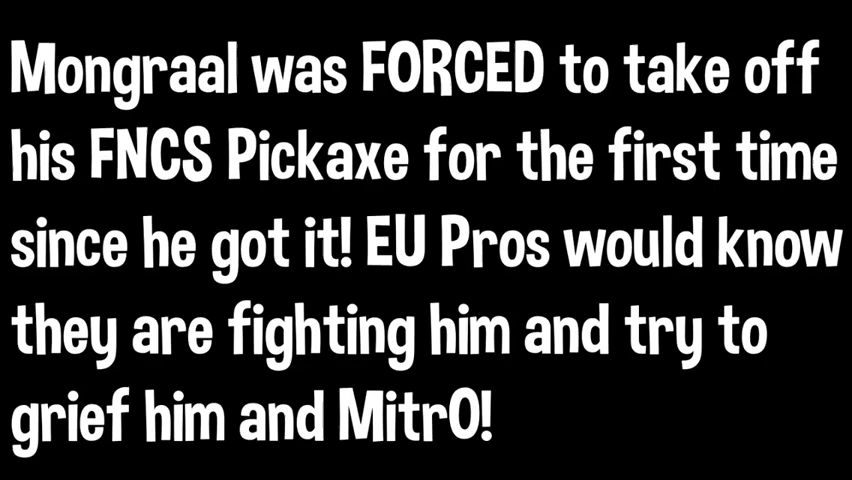 Mongraal was FORCED to take off
his FNCS Pickaxe for the first time
since he got it! EU Pros would know
they are fighting him and try to
grief him and Mitr0!